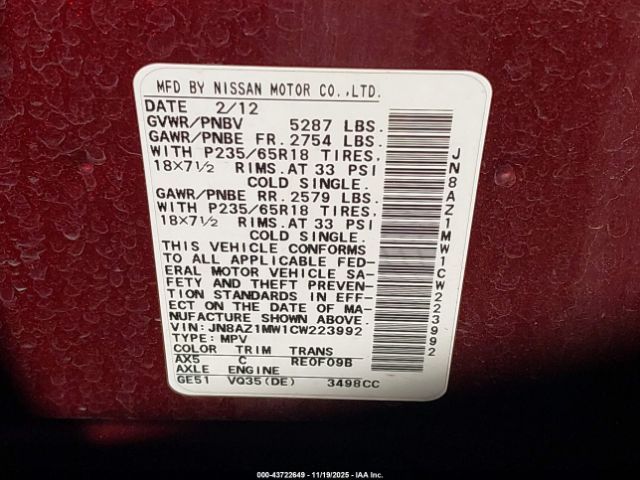 MFD BY NISSAN MOTOR CO.,LTD.
DATE 2/12
GVWR/PNBV 5287 LBS.
GAWR/PNBE FR. 2754 LBS.
WITH P235/65R18 TIRES.
18×7½ RIMS.AT 33 PSI
COLD SINGLE.
GAWR/PNBE RR. 2579 LBS.
WITH P235/65R18 TIRES.
18×7½ RIMS.AT 33 PSI
COLD SINGLE.
THIS VEHICLE CONFORMS
TO ALL APPLICABLE FED-
ERAL MOTOR VEHICLE SA-
FETY AND THEFT PREVEN-
TION STANDARDS IN EFF-
ECT ON THE DATE OF MA-
NUFACTURE SHOWN ABOVE.
VIN: JN8AZ1MW1CW223992
TYPE: MPV
COLOR TRIM TRANS
AX5 C RE0F09B
AXLE ENGINE
GE51 VQ35(DE) 3498CC
JN8AZ1MW1CW223992
000-43722649 - 11/19/2025 - IAA Inc.